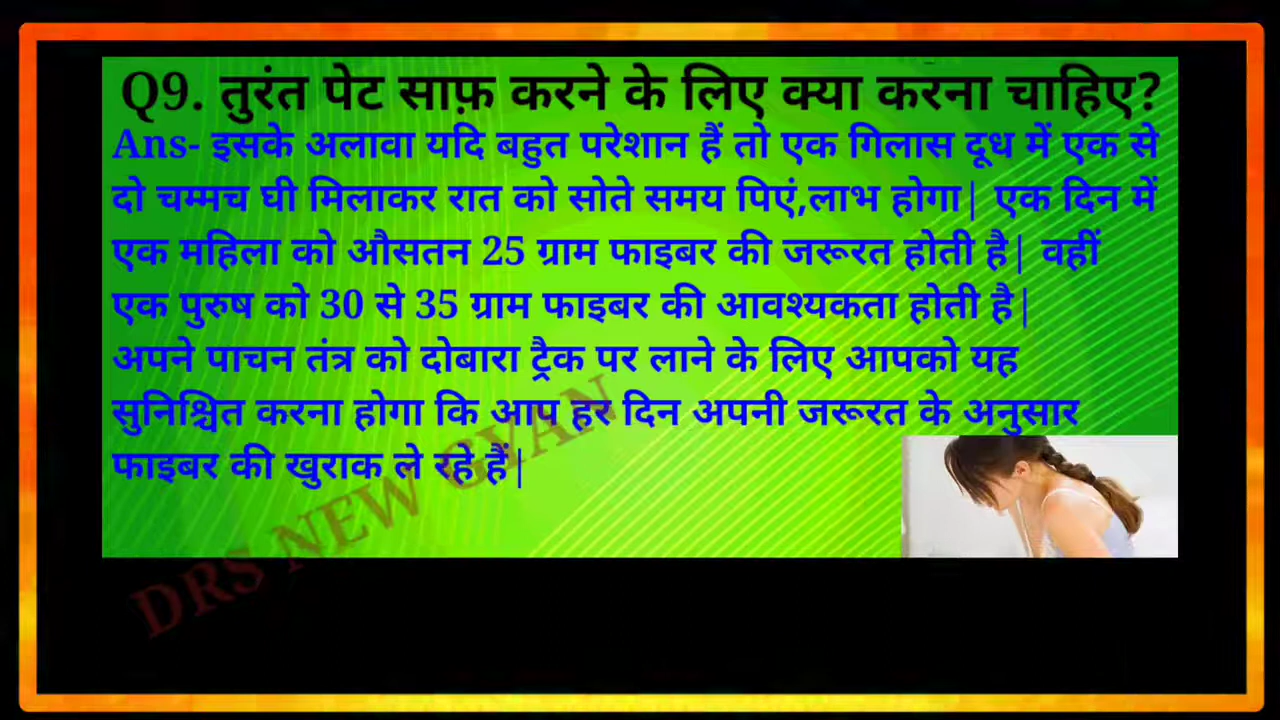 Q9. तुरंत पेट साफ़ करने के लिए क्या करना चाहिए?
Ans- इसके अलावा यदि बहुत परेशान हैं तो एक गिलास दूध में एक से
दो चम्मच घी मिलाकर रात को सोते समय पिएं,लाभ होगा| एक दिन में
एक महिला को औसतन 25 ग्राम फाइबर की जरूरत होती है| वहीं
एक पुरुष को 30 से 35 ग्राम फाइबर की आवश्यकता होती है|
अपने पाचन तंत्र को दोबारा ट्रैक पर लाने के लिए आपको यह
सुनिश्चित करना होगा कि आप हर दिन अपनी जरूरत के अनुसार
फाइबर की खुराक ले रहे हैं|
DRS NEW GYAN